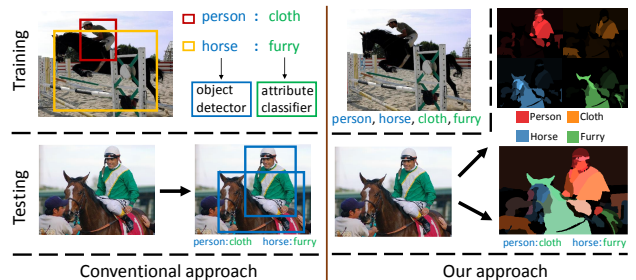 Training
person : cloth
horse : furry
object
detector
attribute
classifier
Testing
person:cloth horse:furry
Conventional approach
person, horse, cloth, furry
Person Cloth
Horse Furry
person:cloth horse:furry
Our approach